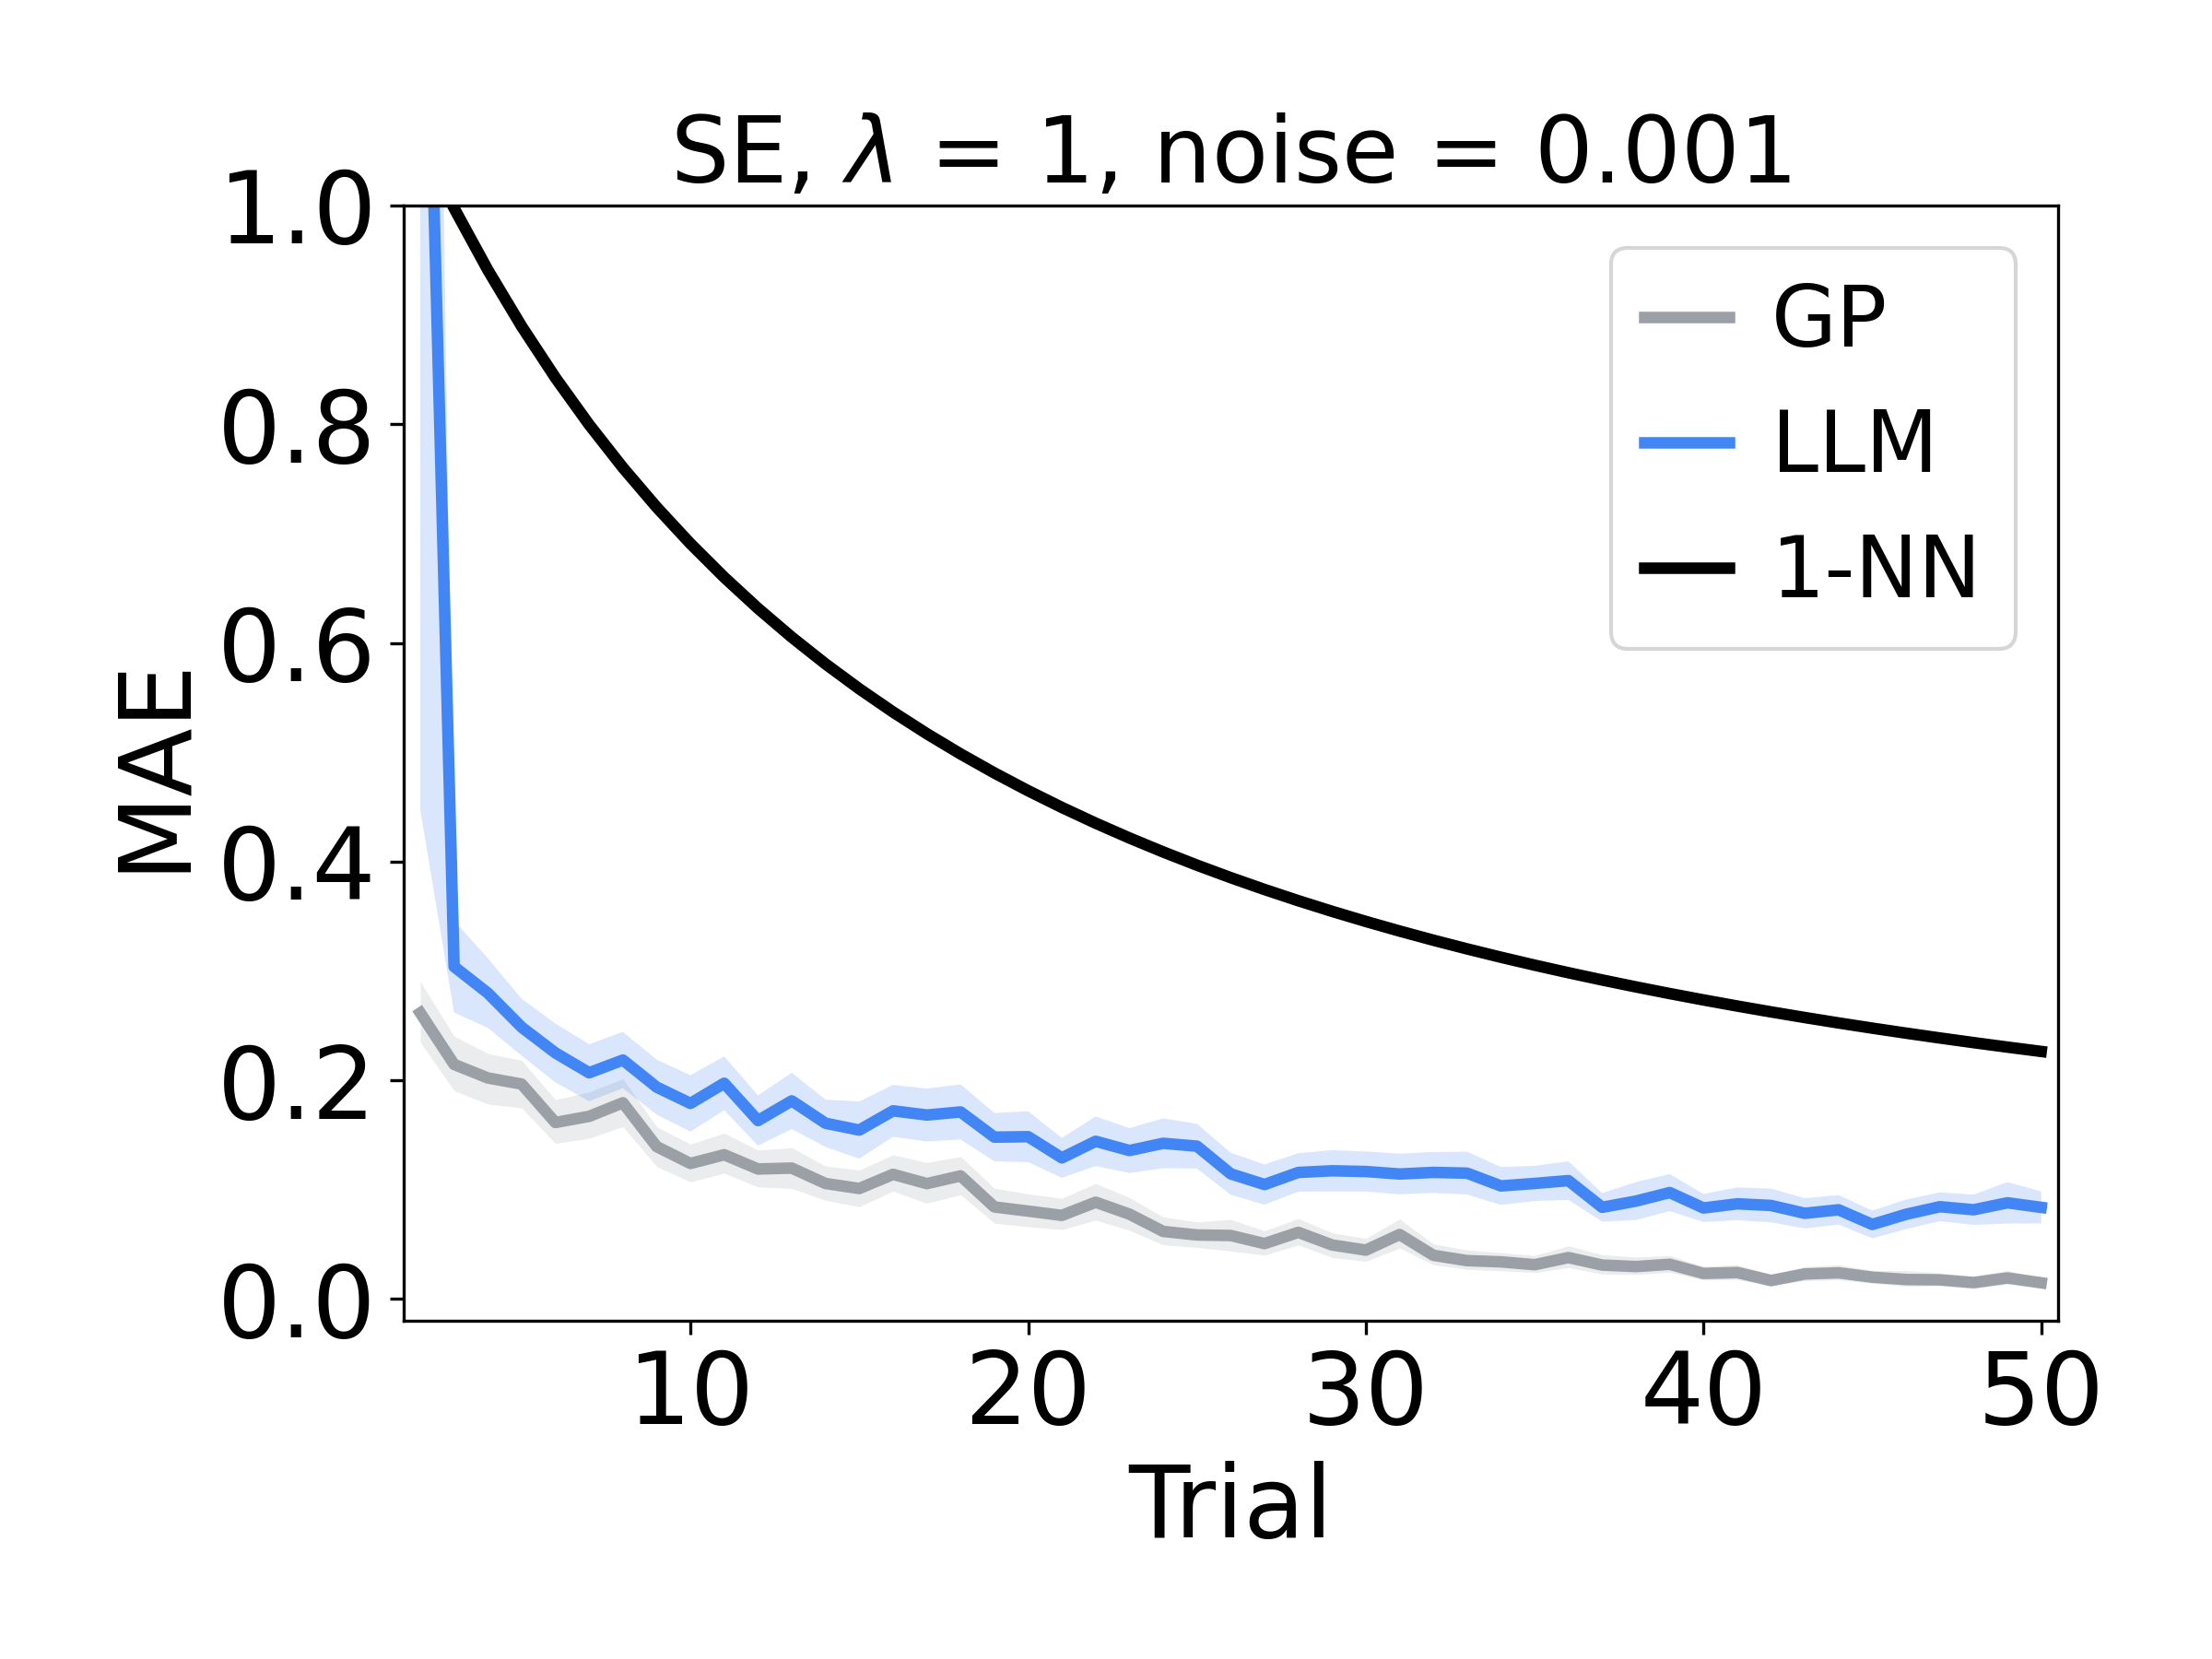 SE, λ = 1, noise = 0.001
1.0
0.8
0.6
0.4
0.2
0.0
MAE
GP
LLM
1-NN
10 20 30 40 50
Trial